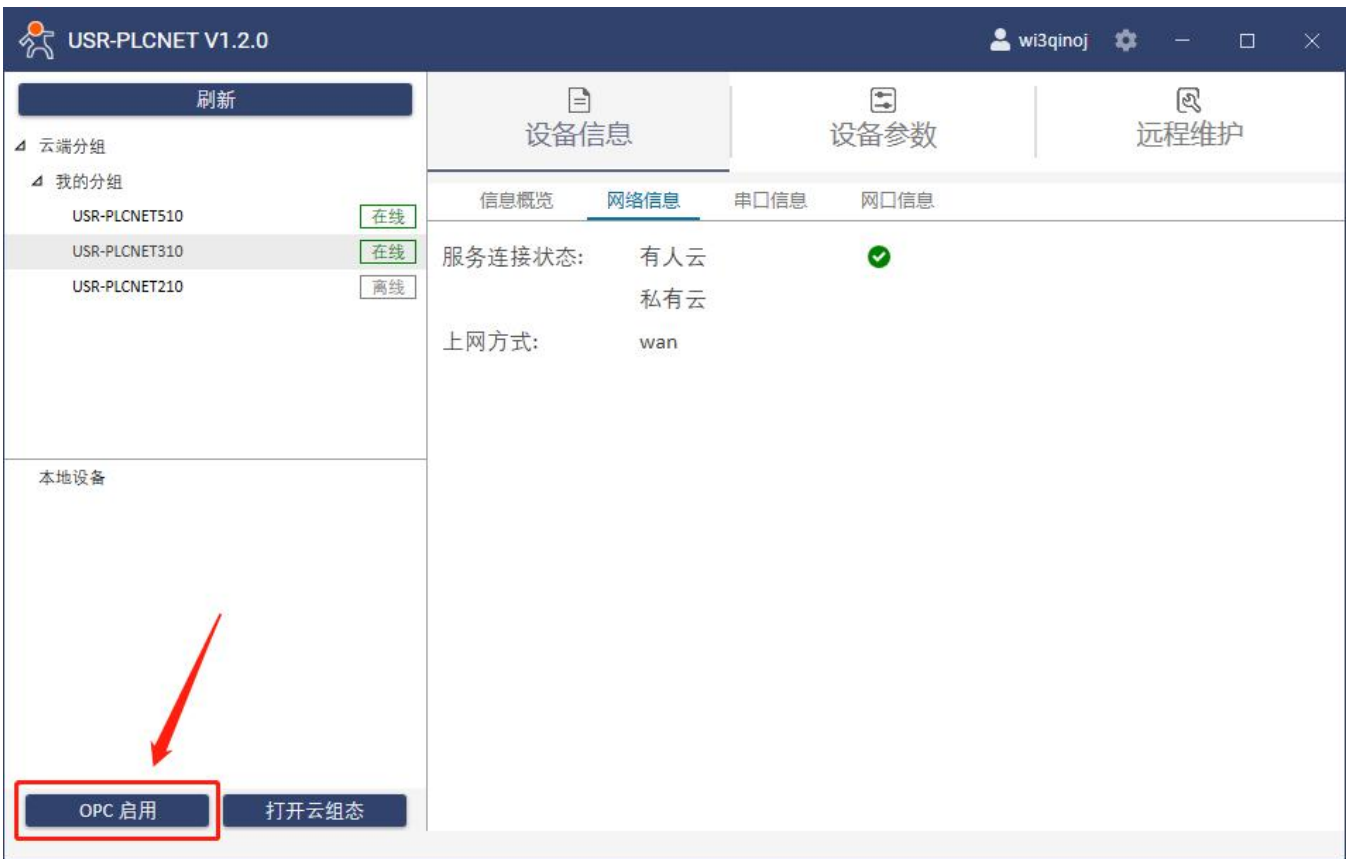 USR-PLCNET V1.2.0
wi3qinoj
刷新
云端分组
我的分组
USR-PLCNET510 在线
USR-PLCNET310 在线
USR-PLCNET210 离线
本地设备
OPC 启用 打开云组态
设备信息 设备参数 远程维护
信息概览 网络信息 串口信息 网口信息
服务连接状态: 有人云
私有云
上网方式: wan